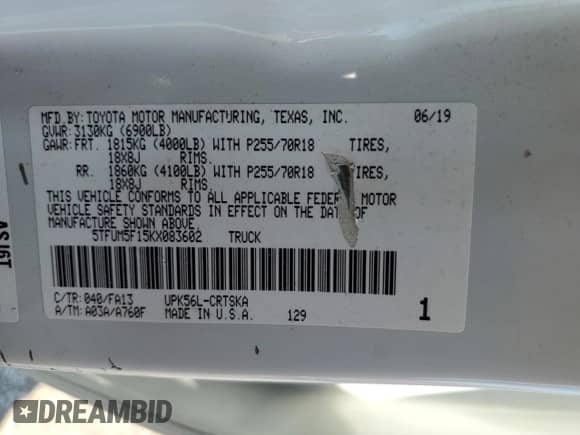 MFD.BY:TOYOTA MOTOR MANUFACTURING, TEXAS, INC. 06/19
GVWR:3130KG (6900LB)
GAWR:FRT. 1815KG (4000LB) WITH P255/70R18 TIRES,
18X8J RIMS.
RR. 1860KG (4100LB) WITH P255/70R18 TIRES,
18X8J RIMS.
THIS VEHICLE CONFORMS TO ALL APPLICABLE FEDERAL MOTOR
VEHICLE SAFETY STANDARDS IN EFFECT ON THE DATE OF
MANUFACTURE SHOWN ABOVE.
5TFUM5F15KX083602 TRUCK
C/TR:040/FA13 UPK56L-CRTSKA
A/TM:A03A/A760F MADE IN U.S.A. 129 1
DREAMBID